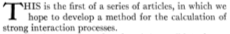 THIS is the first of a series of articles, in which we
hope to develop a method for the calculation of
strong interaction processes.